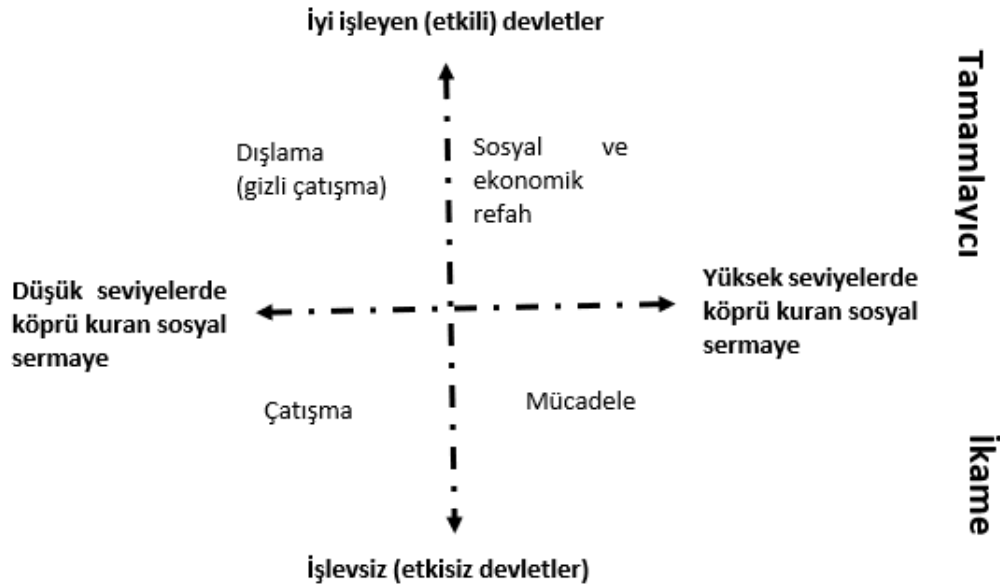 İyi işleyen (etkili) devletler
Tamamlayıcı
Dışlama
(gizli çatışma)
Sosyal ve
ekonomik
refah
Düşük seviyelerde
köprü kuran sosyal
sermaye
Yüksek seviyelerde
köprü kuran sosyal
sermaye
Çatışma
Mücadele
İkame
İşlevsiz (etkisiz devletler)